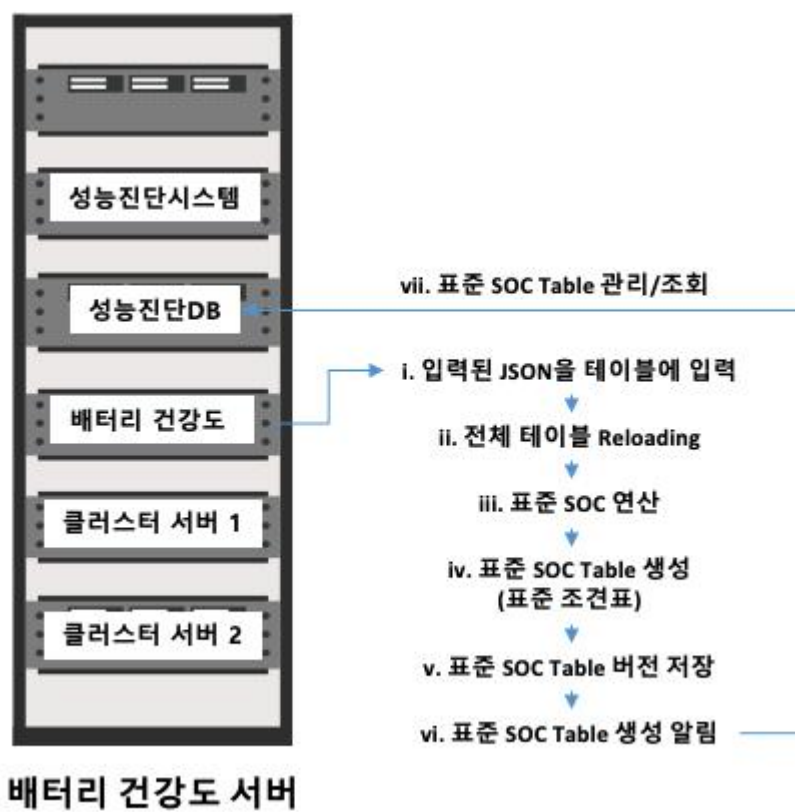 성능진단시스템
성능진단DB
배터리 건강도
클러스터 서버 1
클러스터 서버 2
배터리 건강도 서버
vii. 표준 SOC Table 관리/조회
i. 입력된 JSON을 테이블에 입력
ii. 전체 테이블 Reloading
iii. 표준 SOC 연산
iv. 표준 SOC Table 생성
(표준 조견표)
v. 표준 SOC Table 버전 저장
vi. 표준 SOC Table 생성 알림